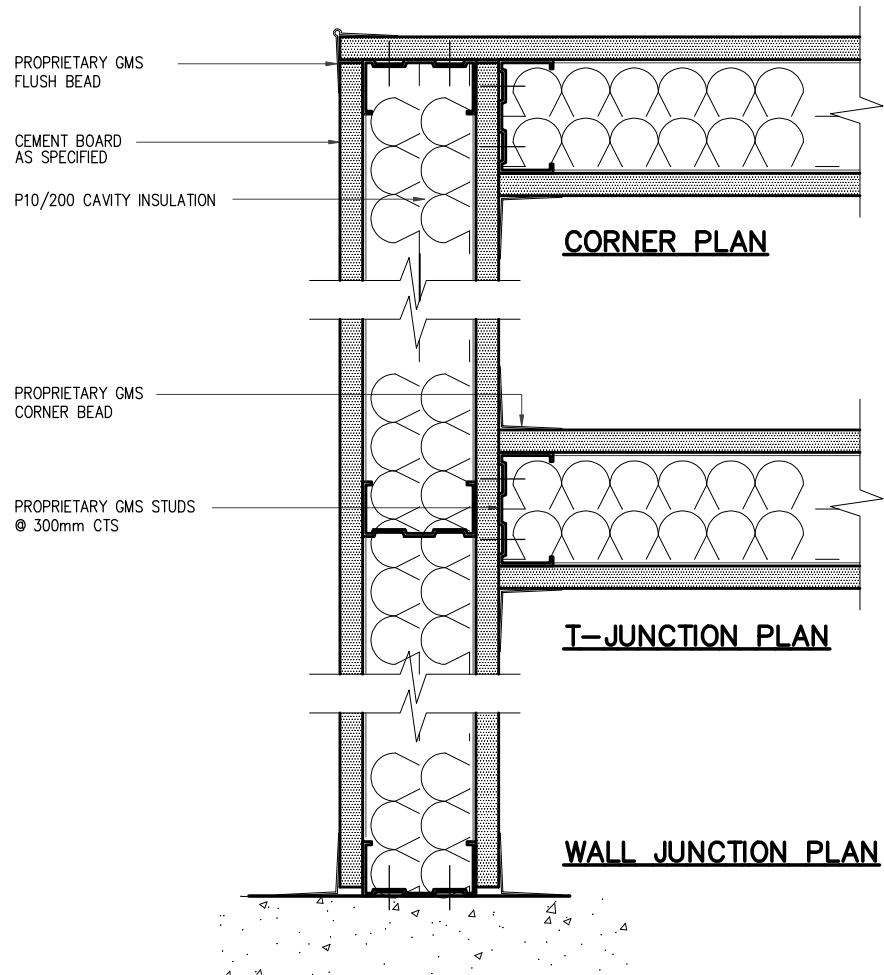 PROPRIETARY GMS
FLUSH BEAD
CEMENT BOARD
AS SPECIFIED
P10/200 CAVITY INSULATION
CORNER PLAN
PROPRIETARY GMS
CORNER BEAD
PROPRIETARY GMS STUDS
@ 300mm CTS
T-JUNCTION PLAN
WALL JUNCTION PLAN